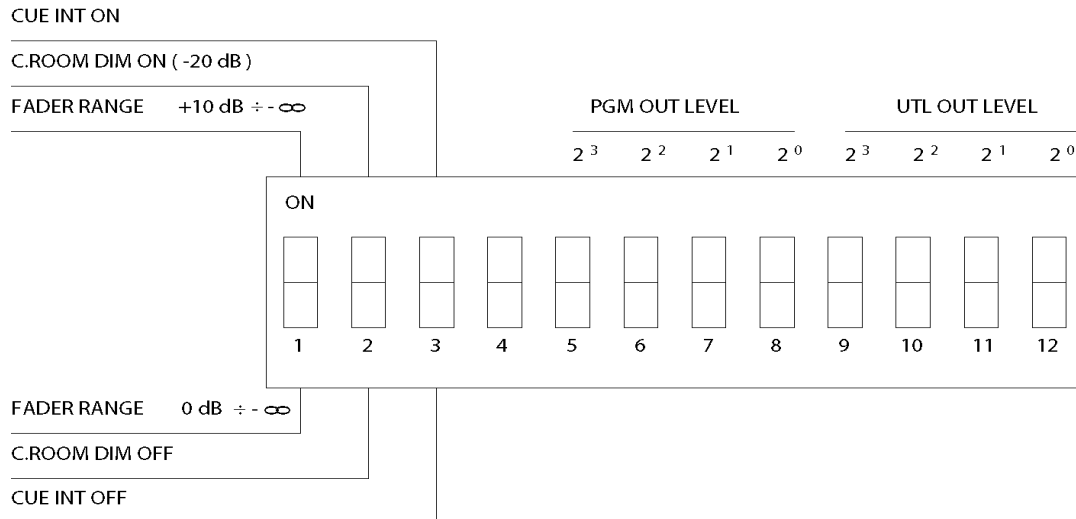 CUE INT ON
C.ROOM DIM ON ( -20 dB )
FADER RANGE +10 dB ÷ - ∞
PGM OUT LEVEL UTL OUT LEVEL
2³ 2² 2¹ 2⁰ 2³ 2² 2¹ 2⁰
ON
1 2 3 4 5 6 7 8 9 10 11 12
FADER RANGE 0 dB ÷ - ∞
C.ROOM DIM OFF
CUE INT OFF